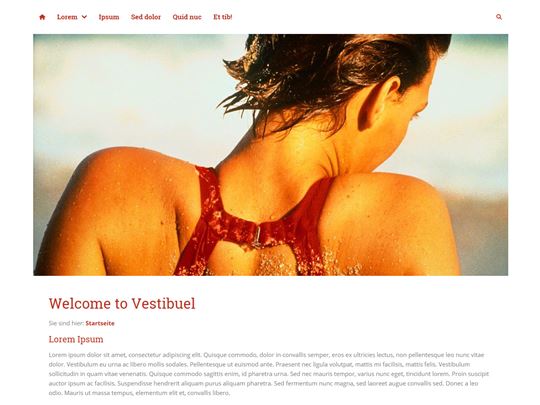 Lorem Ipsum Sed dolor Quid nuc Et tib!
Welcome to Vestibuel
Sie sind hier: Startseite
Lorem Ipsum
Lorem ipsum dolor sit amet, consectetur adipiscing elit. Quisque commodo, dolor in convallis semper, eros ex ultricies lectus, non pellentesque leo nunc vitae
dolor. Vestibulum eu urna ac libero mollis sodales. Pellentesque ut euismod ante. Praesent nec ligula volutpat, mattis mi facilisis, mattis felis. Vestibulum
sollicitudin in quam vitae venenatis. Quisque commodo sagittis enim, id pharetra urna. Sed nec mauris tempor, varius nunc eget, tincidunt lorem. Proin suscipit
auctor ipsum ac facilisis. Suspendisse hendrerit aliquam purus aliquam pharetra. Sed fermentum nunc magna, sed laoreet augue convallis sed. Donec a leo
odio. Mauris ut massa tempus, elementum elit et, convallis libero.